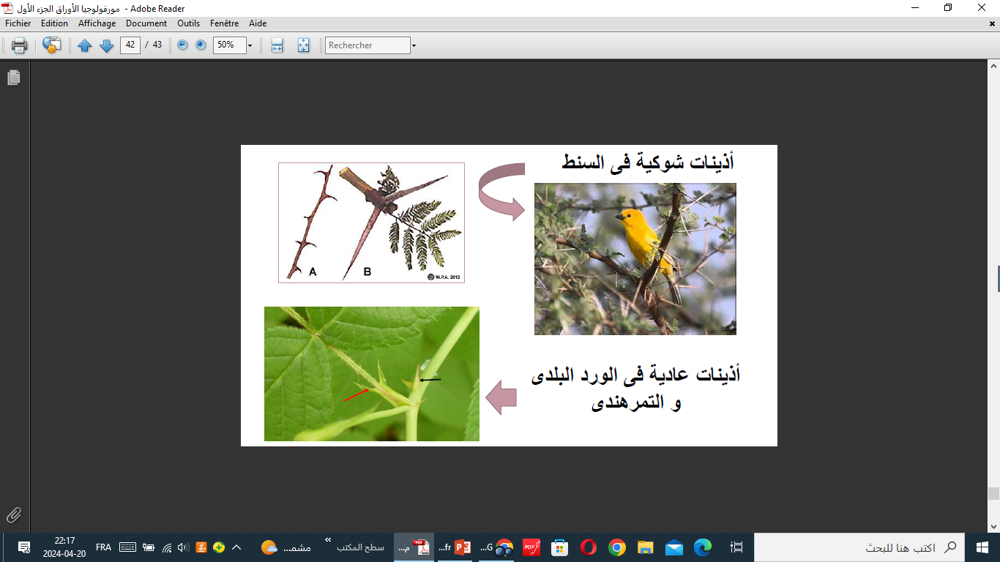 مورفولوجيا الأوراق الجزء الأول - Adobe Reader
Fichier Edition Affichage Document Outils Fenêtre Aide
42 / 43 50% Rechercher
أذينات شوكية فى السنط
A B
© W.P.A. 2012
أذينات عادية فى الورد البلدى
و التمرهندى
22:17
2024-04-20
FRA
مشم...
سطح المكتب
م...
fr...
G...
اكتب هنا للبحث